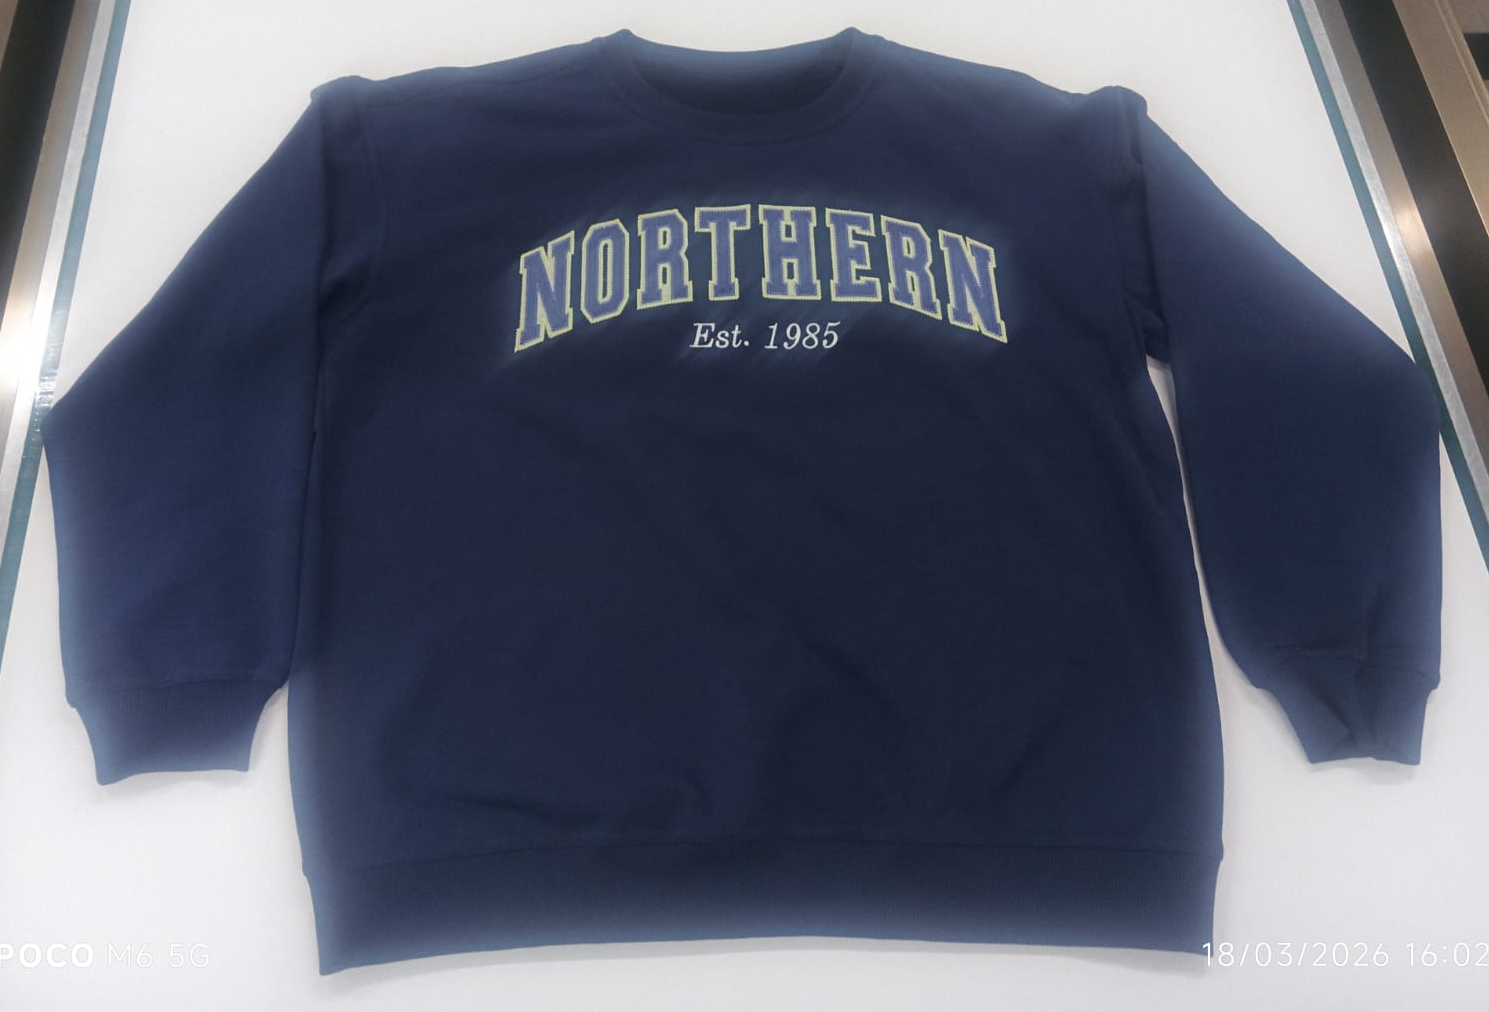 NORTHERN
Est. 1985
POCO M6 5G
18/03/2026 16:02